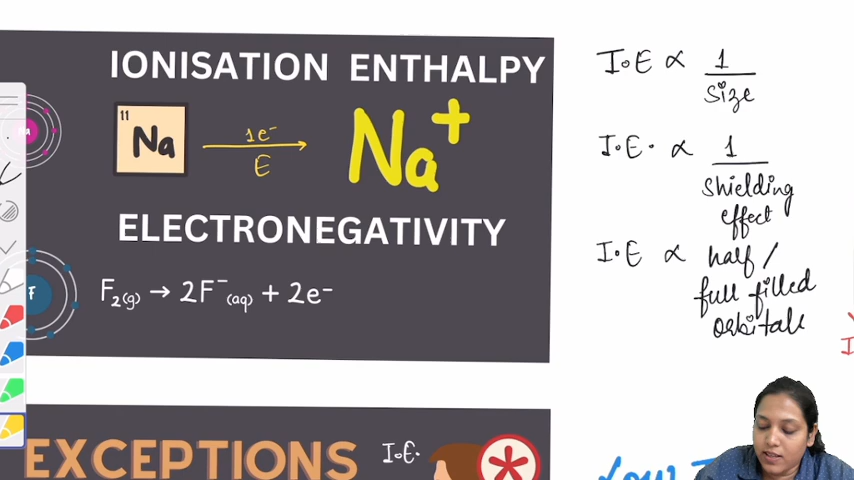 IONISATION ENTHALPY
11
Na
1e⁻
E
Na⁺
ELECTRONEGATIVITY
F
F₂(g) → 2F⁻(aq) + 2e⁻
EXCEPTIONS
I.E.
I.E ∝ 1
size
I.E. ∝ 1
shielding
effect
I.E ∝ half /
full filled
orbitals
I
Low I